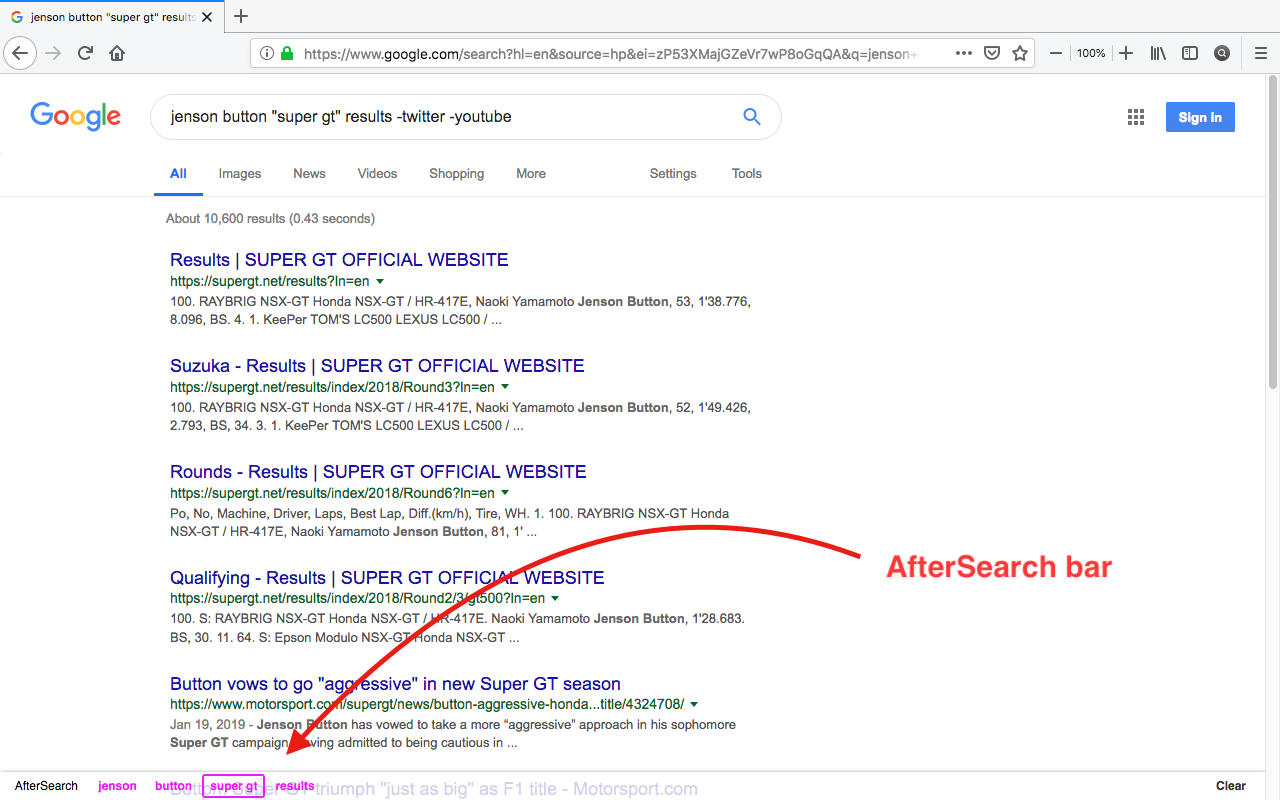 jenson button "super gt" results
https://www.google.com/search?hl=en&source=hp&ei=zP53XMajGZeVr7wP8oGqQA&q=jenson+
100%
Google
jenson button "super gt" results -twitter -youtube
Sign in
All Images News Videos Shopping More Settings Tools
About 10,600 results (0.43 seconds)
Results | SUPER GT OFFICIAL WEBSITE
https://supergt.net/results?ln=en
100. RAYBRIG NSX-GT Honda NSX-GT / HR-417E, Naoki Yamamoto Jenson Button, 53, 1'38.776,
8.096, BS. 4. 1. KeePer TOM'S LC500 LEXUS LC500 / ...
Suzuka - Results | SUPER GT OFFICIAL WEBSITE
https://supergt.net/results/index/2018/Round3?ln=en
100. RAYBRIG NSX-GT Honda NSX-GT / HR-417E, Naoki Yamamoto Jenson Button, 52, 1'49.426,
2.793, BS, 34. 3. 1. KeePer TOM'S LC500 LEXUS LC500 / ...
Rounds - Results | SUPER GT OFFICIAL WEBSITE
https://supergt.net/results/index/2018/Round6?ln=en
Po, No, Machine, Driver, Laps, Best Lap, Diff.(km/h), Tire, WH. 1. 100. RAYBRIG NSX-GT Honda
NSX-GT / HR-417E, Naoki Yamamoto Jenson Button, 81, 1' ...
AfterSearch bar
Qualifying - Results | SUPER GT OFFICIAL WEBSITE
https://supergt.net/results/index/2018/Round2/3/gt500?ln=en
100. S: RAYBRIG NSX-GT Honda NSX-GT / HR-417E. Naoki Yamamoto Jenson Button, 1'28.683.
BS, 30. 11. 64. S: Epson Modulo NSX-GT Honda NSX-GT ...
Button vows to go "aggressive" in new Super GT season
https://www.motorsport.com/supergt/news/button-aggressive-honda...title/4324708/
Jan 19, 2019 - Jenson Button has vowed to take a more “aggressive” approach in his sophomore
Super GT campaign, having admitted to being cautious in ...
Button: Super GT triumph "just as big" as F1 title - Motorsport.com
AfterSearch jenson button super gt results Clear